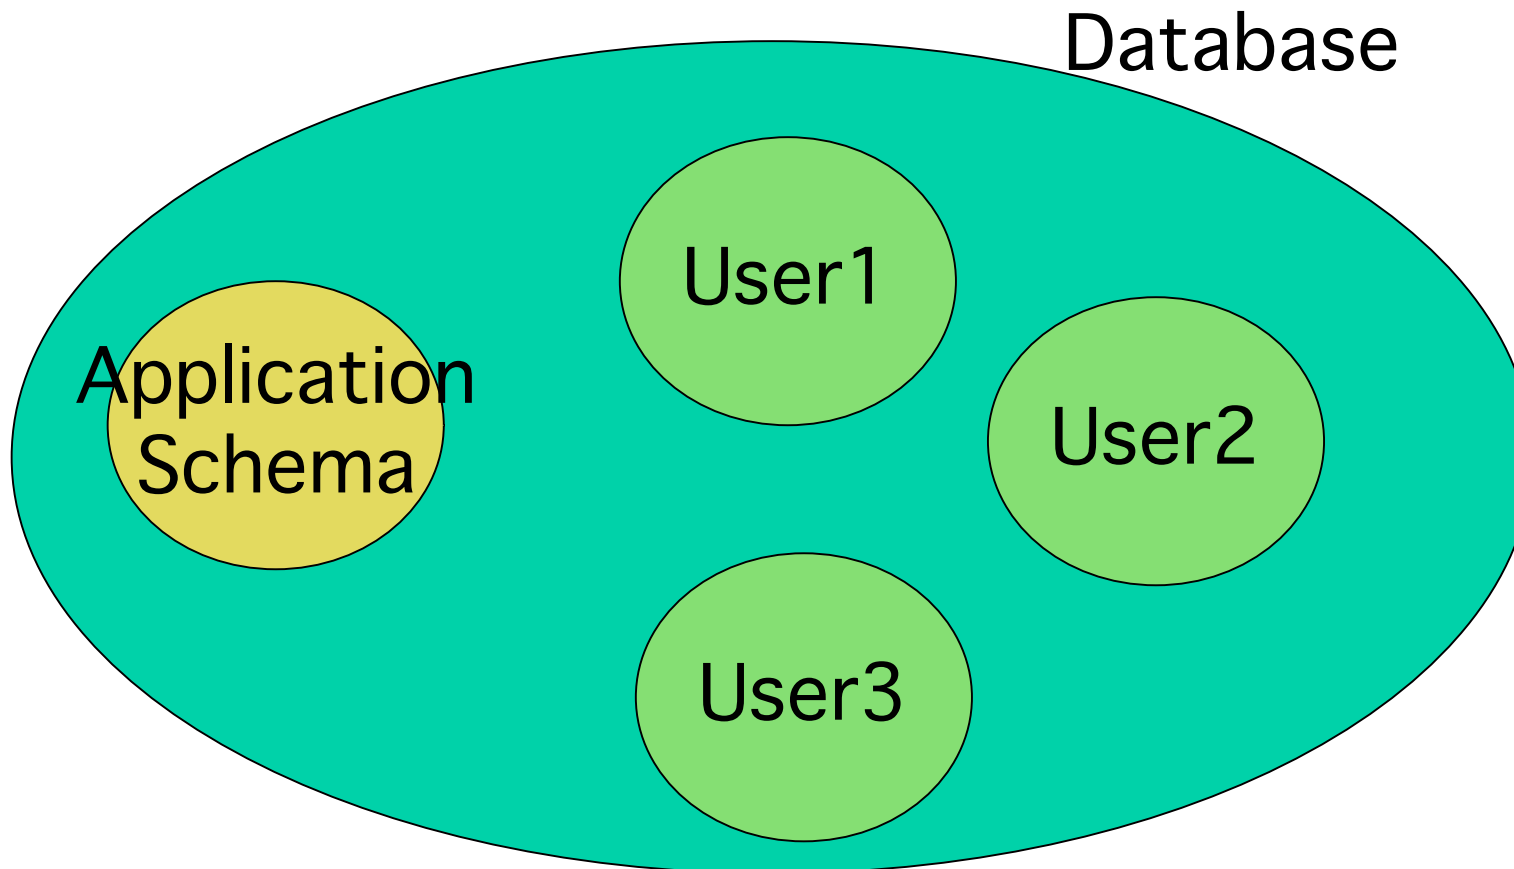 Database
User1
Application
Schema
User2
User3